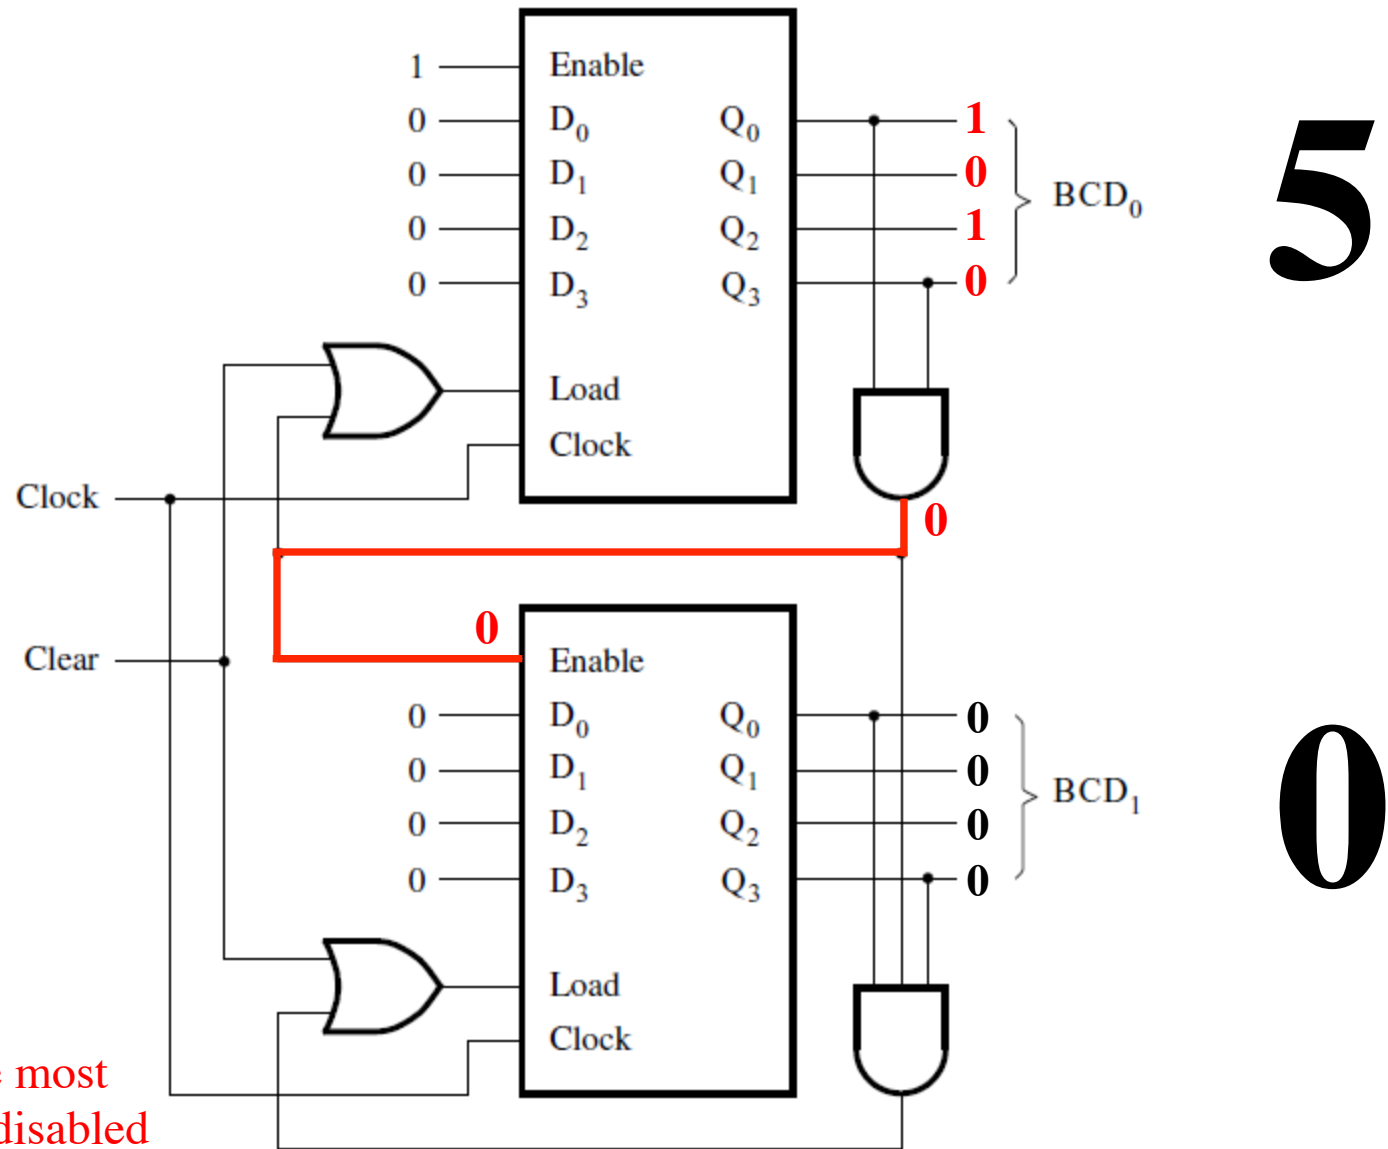 1 Enable
0 D₀ Q₀ 1
0 D₁ Q₁ 0
0 D₂ Q₂ 1
0 D₃ Q₃ 0
BCD₀
5
Load
Clock
Clock
0
0
Clear
Enable
0 D₀ Q₀ 0
0 D₁ Q₁ 0
0 D₂ Q₂ 0
0 D₃ Q₃ 0
BCD₁
0
Load
Clock
most
disabled